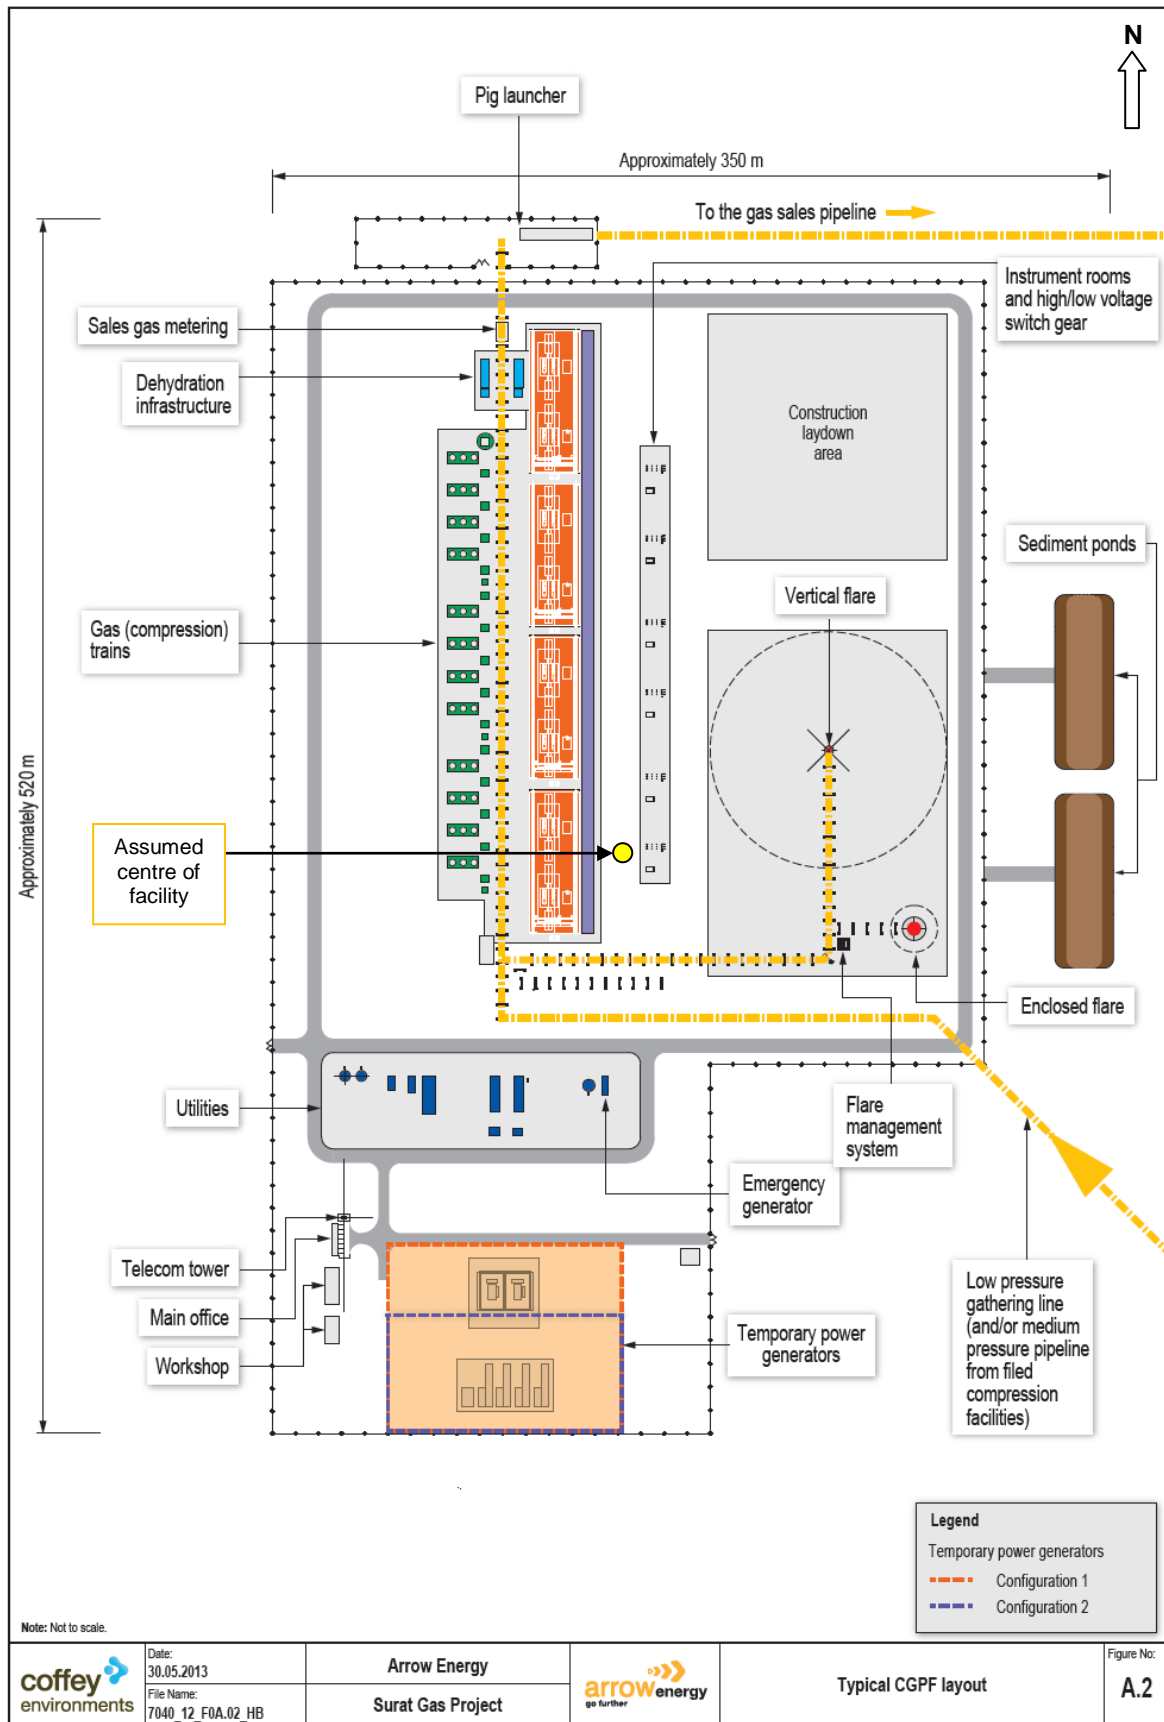 N
Pig launcher
Approximately 350 m
To the gas sales pipeline
Instrument rooms
and high/low voltage
switch gear
Sales gas metering
Dehydration
infrastructure
Construction
laydown
area
Sediment ponds
Vertical flare
Gas (compression)
trains
Approximately 520 m
Assumed
centre of
facility
Enclosed flare
Utilities
Flare
management
system
Emergency
generator
Telecom tower
Main office
Workshop
Temporary power
generators
Low pressure
gathering line
(and/or medium
pressure pipeline
from filed
compression
facilities)
Legend
Temporary power generators
Configuration 1
Configuration 2
Note: Not to scale.
coffey
environments
Date:
30.05.2013
File Name:
7040_12_F0A.02_HB
Arrow Energy
Surat Gas Project
arrowenergy
go further
Typical CGPF layout
Figure No:
A.2